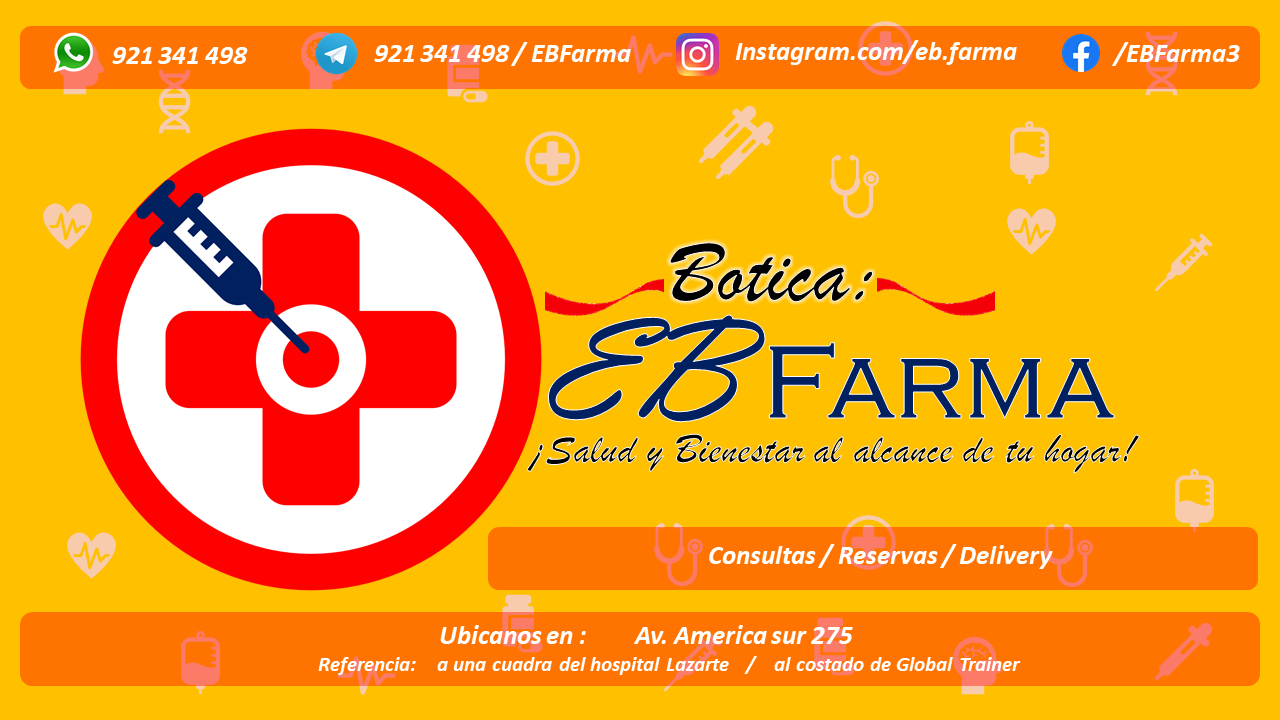 921 341 498
921 341 498 / EBFarma
Instagram.com/eb.farma
/EBFarma3
Botica:
EBFARMA
¡Salud y Bienestar al alcance de tu hogar!
Consultas / Reservas / Delivery
Ubicanos en : Av. America sur 275
Referencia: a una cuadra del hospital Lazarte / al costado de Global Trainer